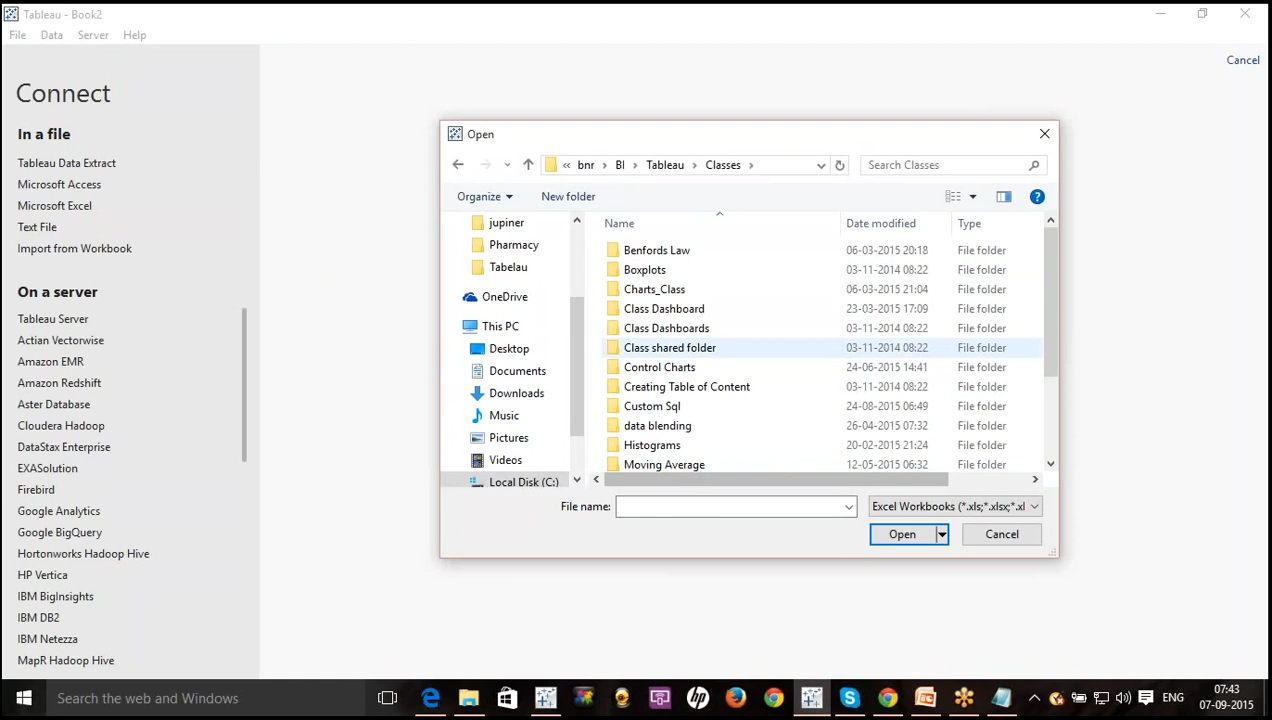 Tableau - Book2
File Data Server Help
Cancel
Connect
In a file
Tableau Data Extract
Microsoft Access
Microsoft Excel
Text File
Import from Workbook
On a server
Tableau Server
Actian Vectorwise
Amazon EMR
Amazon Redshift
Aster Database
Cloudera Hadoop
DataStax Enterprise
EXASolution
Firebird
Google Analytics
Google BigQuery
Hortonworks Hadoop Hive
HP Vertica
IBM BigInsights
IBM DB2
IBM Netezza
MapR Hadoop Hive
Open
« bnr › BI › Tableau › Classes › Search Classes
Organize New folder
jupiner
Pharmacy
Tabelau
OneDrive
This PC
Desktop
Documents
Downloads
Music
Pictures
Videos
Local Disk (C:)
Name Date modified Type
Benfords Law 06-03-2015 20:18 File folder
Boxplots 03-11-2014 08:22 File folder
Charts_Class 06-03-2015 21:04 File folder
Class Dashboard 23-03-2015 17:09 File folder
Class Dashboards 03-11-2014 08:22 File folder
Class shared folder 03-11-2014 08:22 File folder
Control Charts 24-06-2015 14:41 File folder
Creating Table of Content 03-11-2014 08:22 File folder
Custom Sql 24-08-2015 06:49 File folder
data blending 26-04-2015 07:32 File folder
Histograms 20-02-2015 21:24 File folder
Moving Average 12-05-2015 06:32 File folder
File name: Excel Workbooks (*.xls;*.xlsx;*.xl
Open Cancel
Search the web and Windows
ENG
07:43
07-09-2015